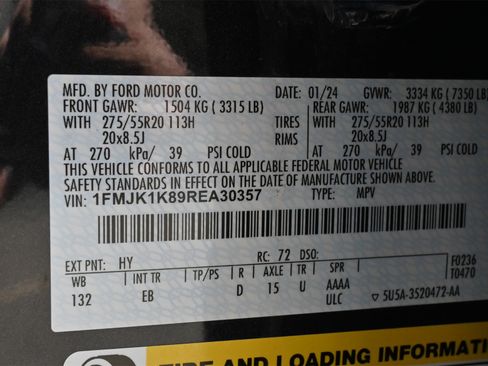 MFD. BY FORD MOTOR CO.
DATE: 01/24 GVWR: 3334 KG (7350 LB)
FRONT GAWR: 1504 KG (3315 LB) REAR GAWR: 1987 KG (4380 LB)
WITH 275/55R20 113H TIRES WITH 275/55R20 113H
20x8.5J RIMS 20x8.5J
AT 270 kPa/ 39 PSI COLD AT 270 kPa/ 39 PSI COLD
THIS VEHICLE CONFORMS TO ALL APPLICABLE FEDERAL MOTOR VEHICLE
SAFETY STANDARDS IN EFFECT ON THE DATE OF MANUFACTURE SHOWN ABOVE.
VIN: 1FMJK1K89REA30357 TYPE: MPV
EXT PNT: HY RC: 72 DSO: F0236
T0470
WB INT TR TP/PS R AXLE TR SPR
132 EB D 15 U AAAA
ULC ▽ 5U5A-3520472-AA
TIRE AND LOADING INFORMATI